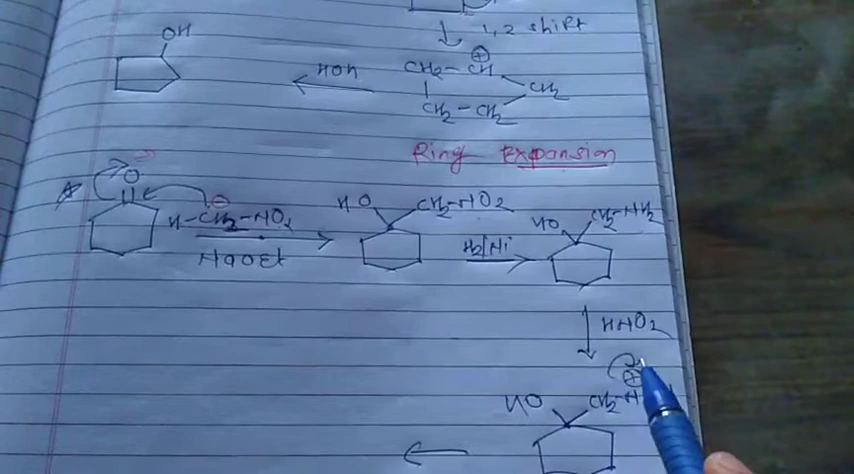 1,2 shift
OH
CH2-CH
⊕
HOH
CH2
CH2-CH2
Ring Expansion
O
⊖
H-CH2-NO2
NaOEt
HO
CH2-NO2
H2/Ni
HO
CH2-NH2
HNO2
⊕
HO
CH2-N